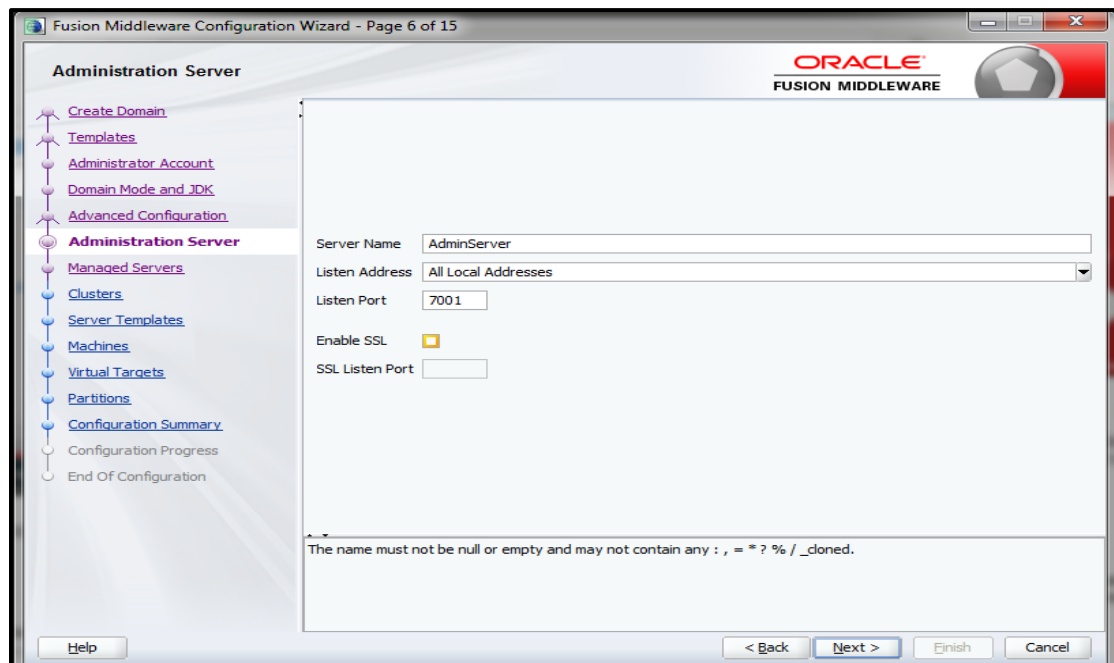 Fusion Middleware Configuration Wizard - Page 6 of 15
Administration Server
ORACLE
FUSION MIDDLEWARE
Create Domain
Templates
Administrator Account
Domain Mode and JDK
Advanced Configuration
Administration Server
Managed Servers
Clusters
Server Templates
Machines
Virtual Targets
Partitions
Configuration Summary
Configuration Progress
End Of Configuration
Server Name AdminServer
Listen Address All Local Addresses
Listen Port 7001
Enable SSL
SSL Listen Port
The name must not be null or empty and may not contain any : , = * ? % / _cloned.
Help < Back Next > Finish Cancel